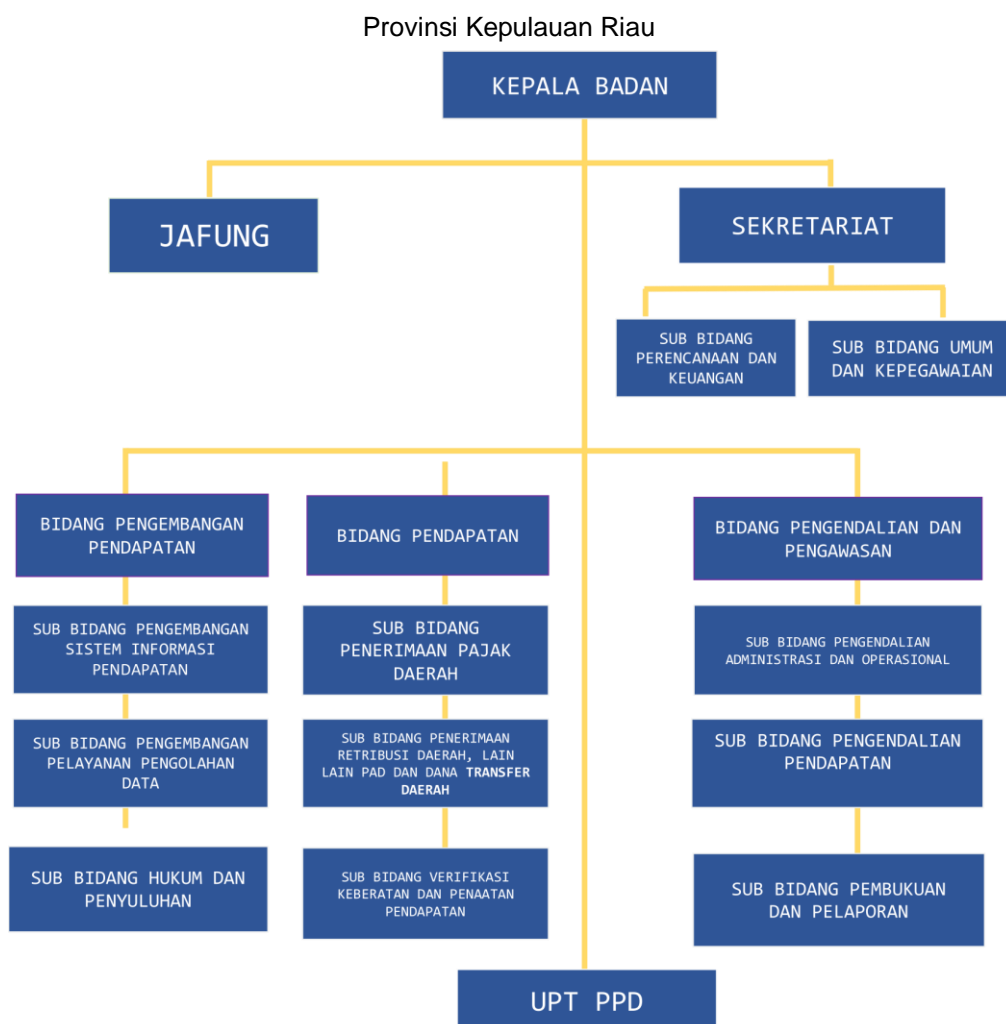 Provinsi Kepulauan Riau
KEPALA BADAN
JAFUNG
SEKRETARIAT
SUB BIDANG
PERENCANAAN DAN
KEUANGAN
SUB BIDANG UMUM
DAN KEPEGAWAIAN
BIDANG PENGEMBANGAN
PENDAPATAN
BIDANG PENDAPATAN
BIDANG PENGENDALIAN DAN
PENGAWASAN
SUB BIDANG PENGEMBANGAN
SISTEM INFORMASI
PENDAPATAN
SUB BIDANG
PENERIMAAN PAJAK
DAERAH
SUB BIDANG PENGENDALIAN
ADMINISTRASI DAN OPERASIONAL
SUB BIDANG PENGEMBANGAN
PELAYANAN PENGOLAHAN
DATA
SUB BIDANG PENERIMAAN
RETRIBUSI DAERAH, LAIN
LAIN PAD DAN DANA TRANSFER
DAERAH
SUB BIDANG PENGENDALIAN
PENDAPATAN
SUB BIDANG HUKUM DAN
PENYULUHAN
SUB BIDANG VERIFIKASI
KEBERATAN DAN PENAATAN
PENDAPATAN
SUB BIDANG PEMBUKUAN
DAN PELAPORAN
UPT PPD